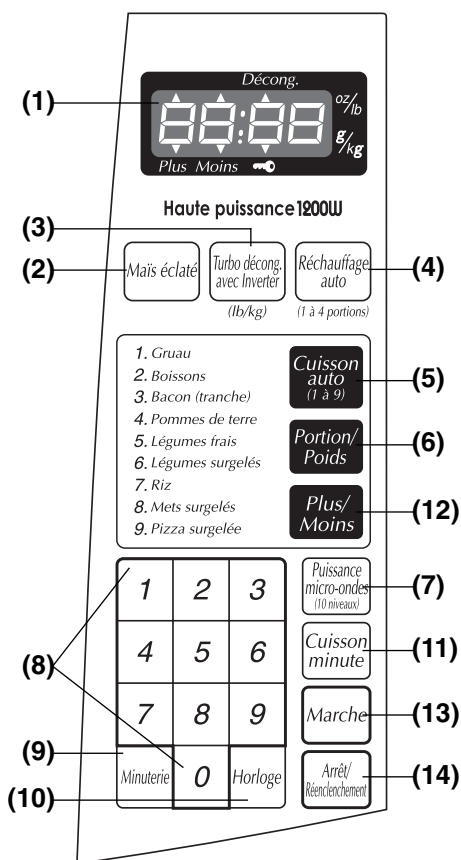 Décong.
(1)
88:88
oz/lb
g/kg
Plus Moins
Haute puissance 1200W
(3)
(2)
Maïs éclaté
Turbo décong.
avec Inverter
Réchauffage
auto
(4)
(lb/kg)
(1 à 4 portions)
1. Gruau
2. Boissons
3. Bacon (tranche)
4. Pommes de terre
5. Légumes frais
6. Légumes surgelés
7. Riz
8. Mets surgelés
9. Pizza surgelée
Cuisson
auto
(1 à 9)
(5)
Portion/
Poids
(6)
Plus/
Moins
(12)
1 2 3
4 5 6
7 8 9
0
(8)
(9)
Minuterie
Horloge
(10)
Puissance
micro-ondes
(10 niveaux)
(7)
Cuisson
minute
(11)
Marche
(13)
Arrêt/
Réenclenchement
(14)